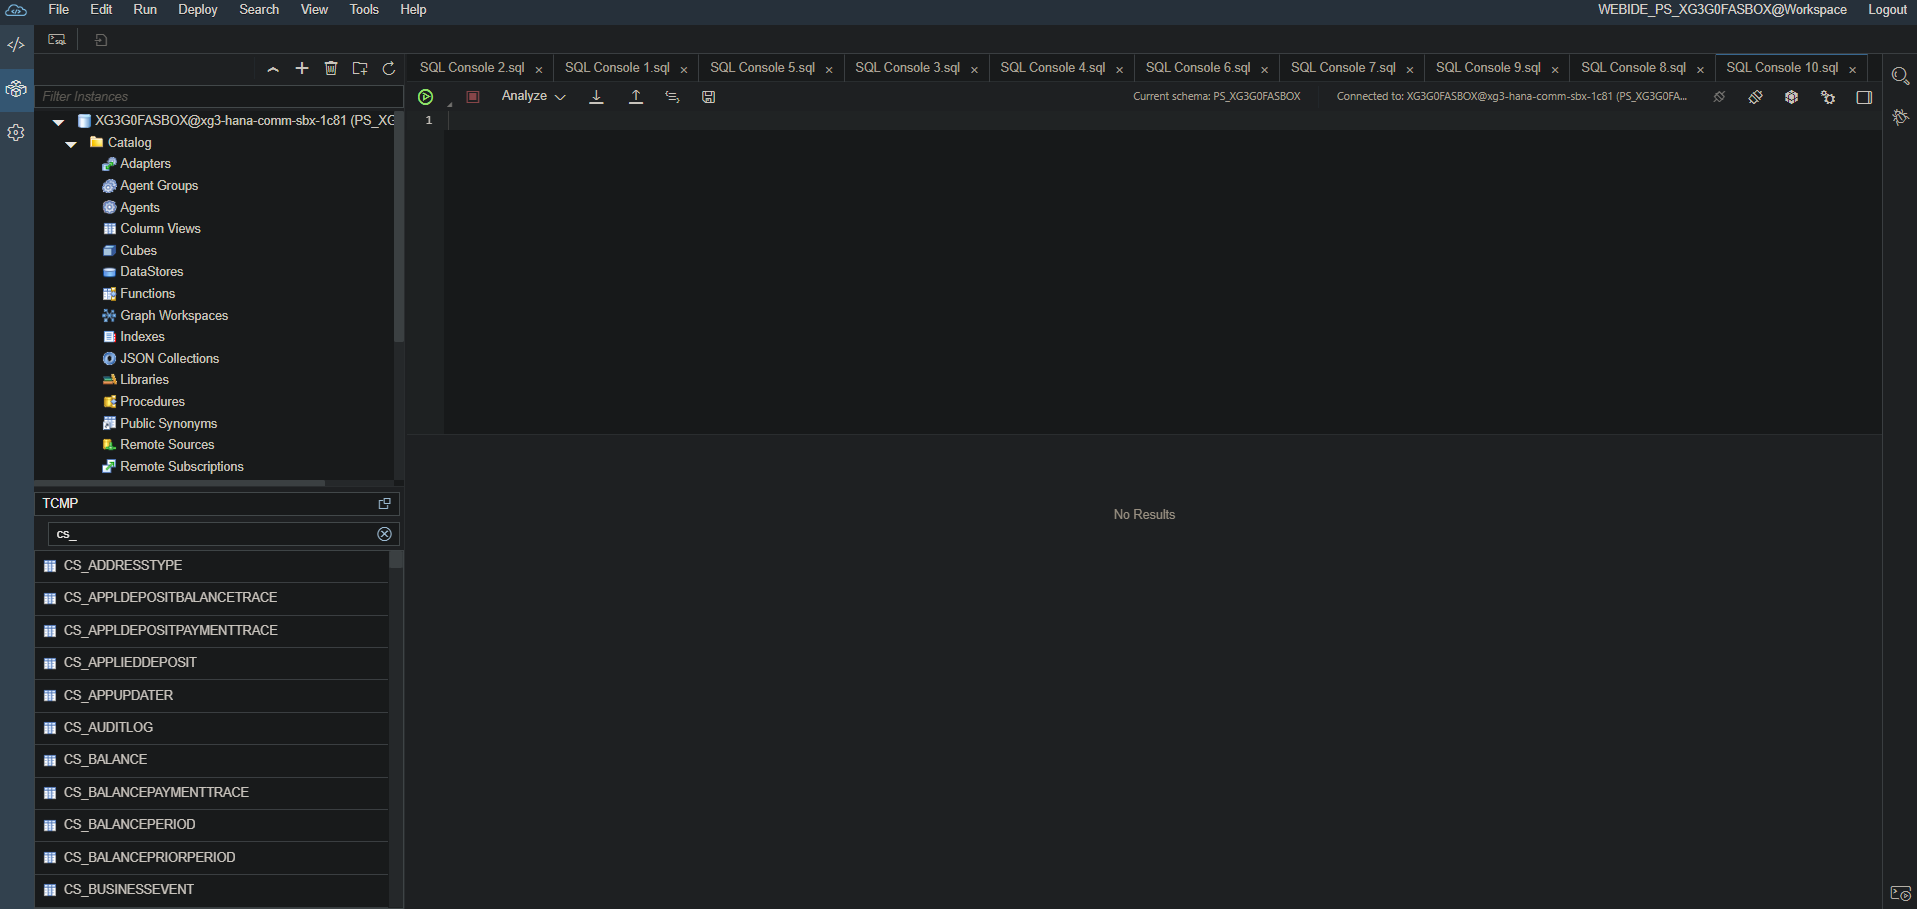 File Edit Run Deploy Search View Tools Help WEBIDE_PS_XG3G0FASBOX@Workspace Logout
SQL Console 2.sql × SQL Console 1.sql × SQL Console 5.sql × SQL Console 3.sql × SQL Console 4.sql × SQL Console 6.sql × SQL Console 7.sql × SQL Console 9.sql × SQL Console 8.sql × SQL Console 10.sql ×
Analyze Current schema: PS_XG3G0FASBOX Connected to: XG3G0FASBOX@xg3-hana-comm-sbx-1c81 (PS_XG3G0FA...
1
Filter Instances
XG3G0FASBOX@xg3-hana-comm-sbx-1c81 (PS_XG
Catalog
Adapters
Agent Groups
Agents
Column Views
Cubes
DataStores
Functions
Graph Workspaces
Indexes
JSON Collections
Libraries
Procedures
Public Synonyms
Remote Sources
Remote Subscriptions
TCMP
cs_
CS_ADDRESSTYPE
CS_APPLDEPOSITBALANCETRACE
CS_APPLDEPOSITPAYMENTTRACE
CS_APPLIEDDEPOSIT
CS_APPUPDATER
CS_AUDITLOG
CS_BALANCE
CS_BALANCEPAYMENTTRACE
CS_BALANCEPERIOD
CS_BALANCEPRIORPERIOD
CS_BUSINESSEVENT
No Results